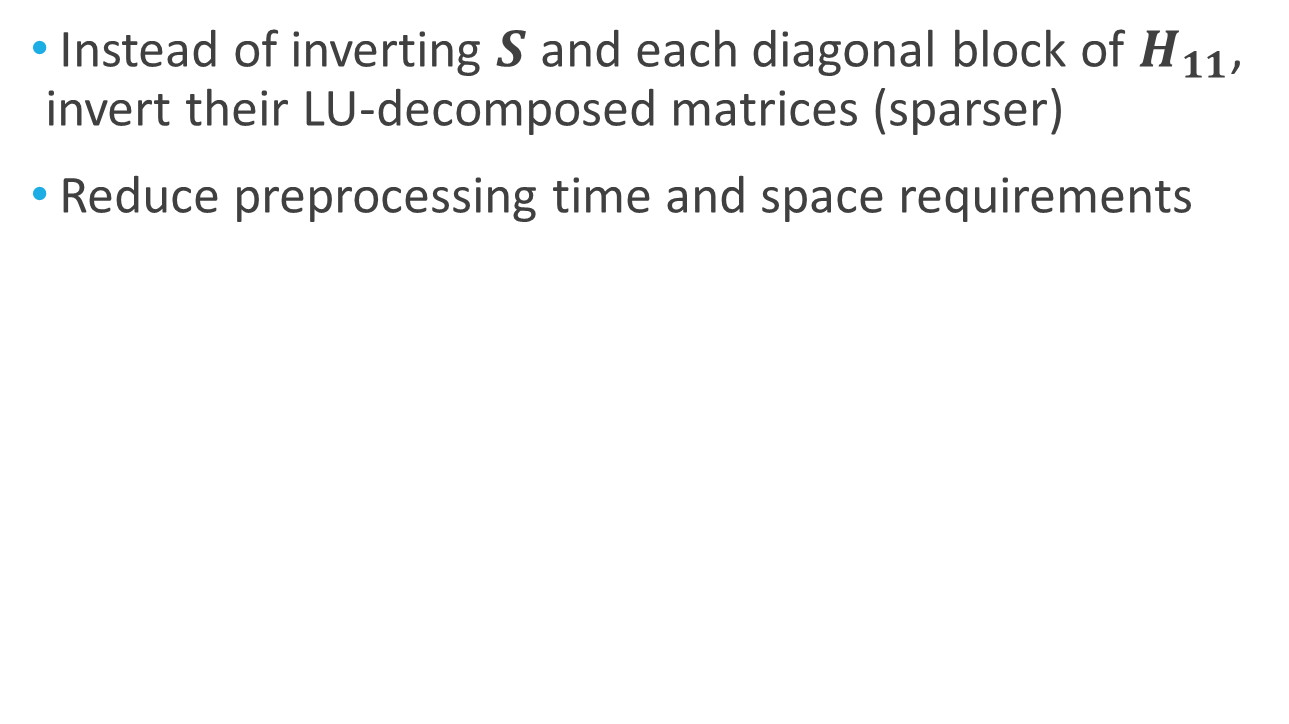 • Instead of inverting S and each diagonal block of H₁₁,
invert their LU-decomposed matrices (sparser)
• Reduce preprocessing time and space requirements